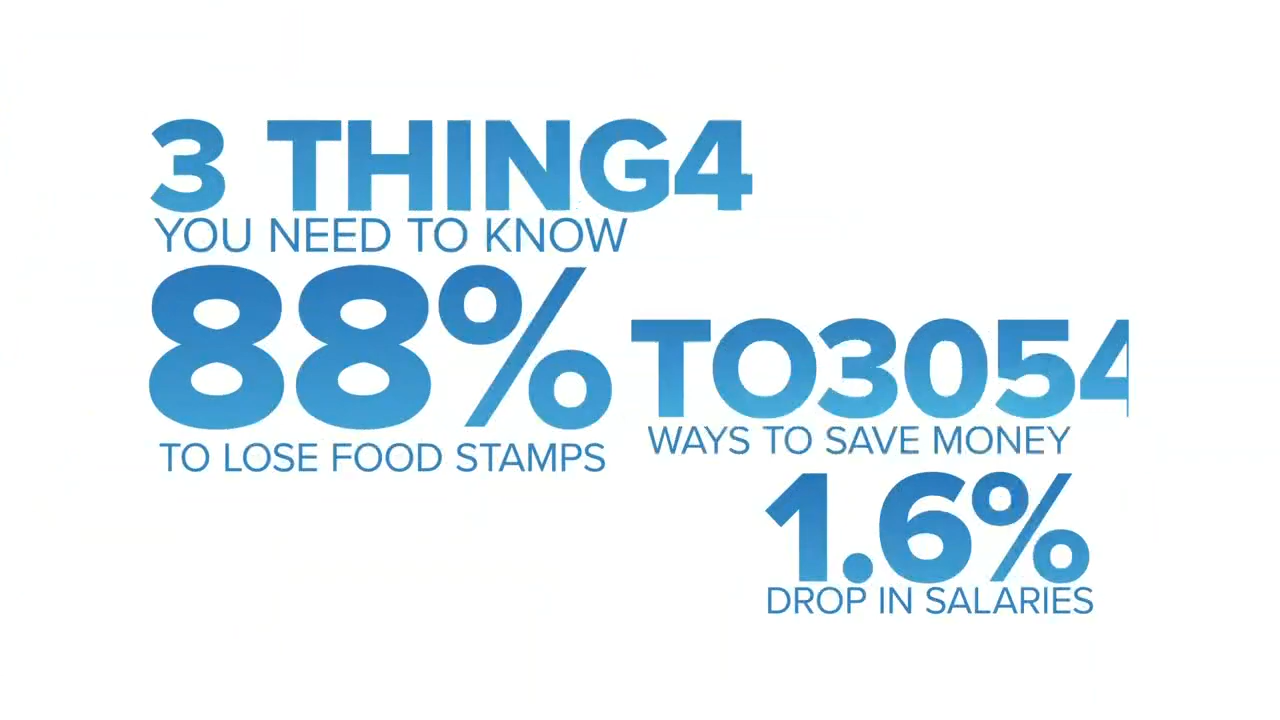 3 THING4
YOU NEED TO KNOW
88%
TO LOSE FOOD STAMPS
TO3054
WAYS TO SAVE MONEY
1.6%
DROP IN SALARIES